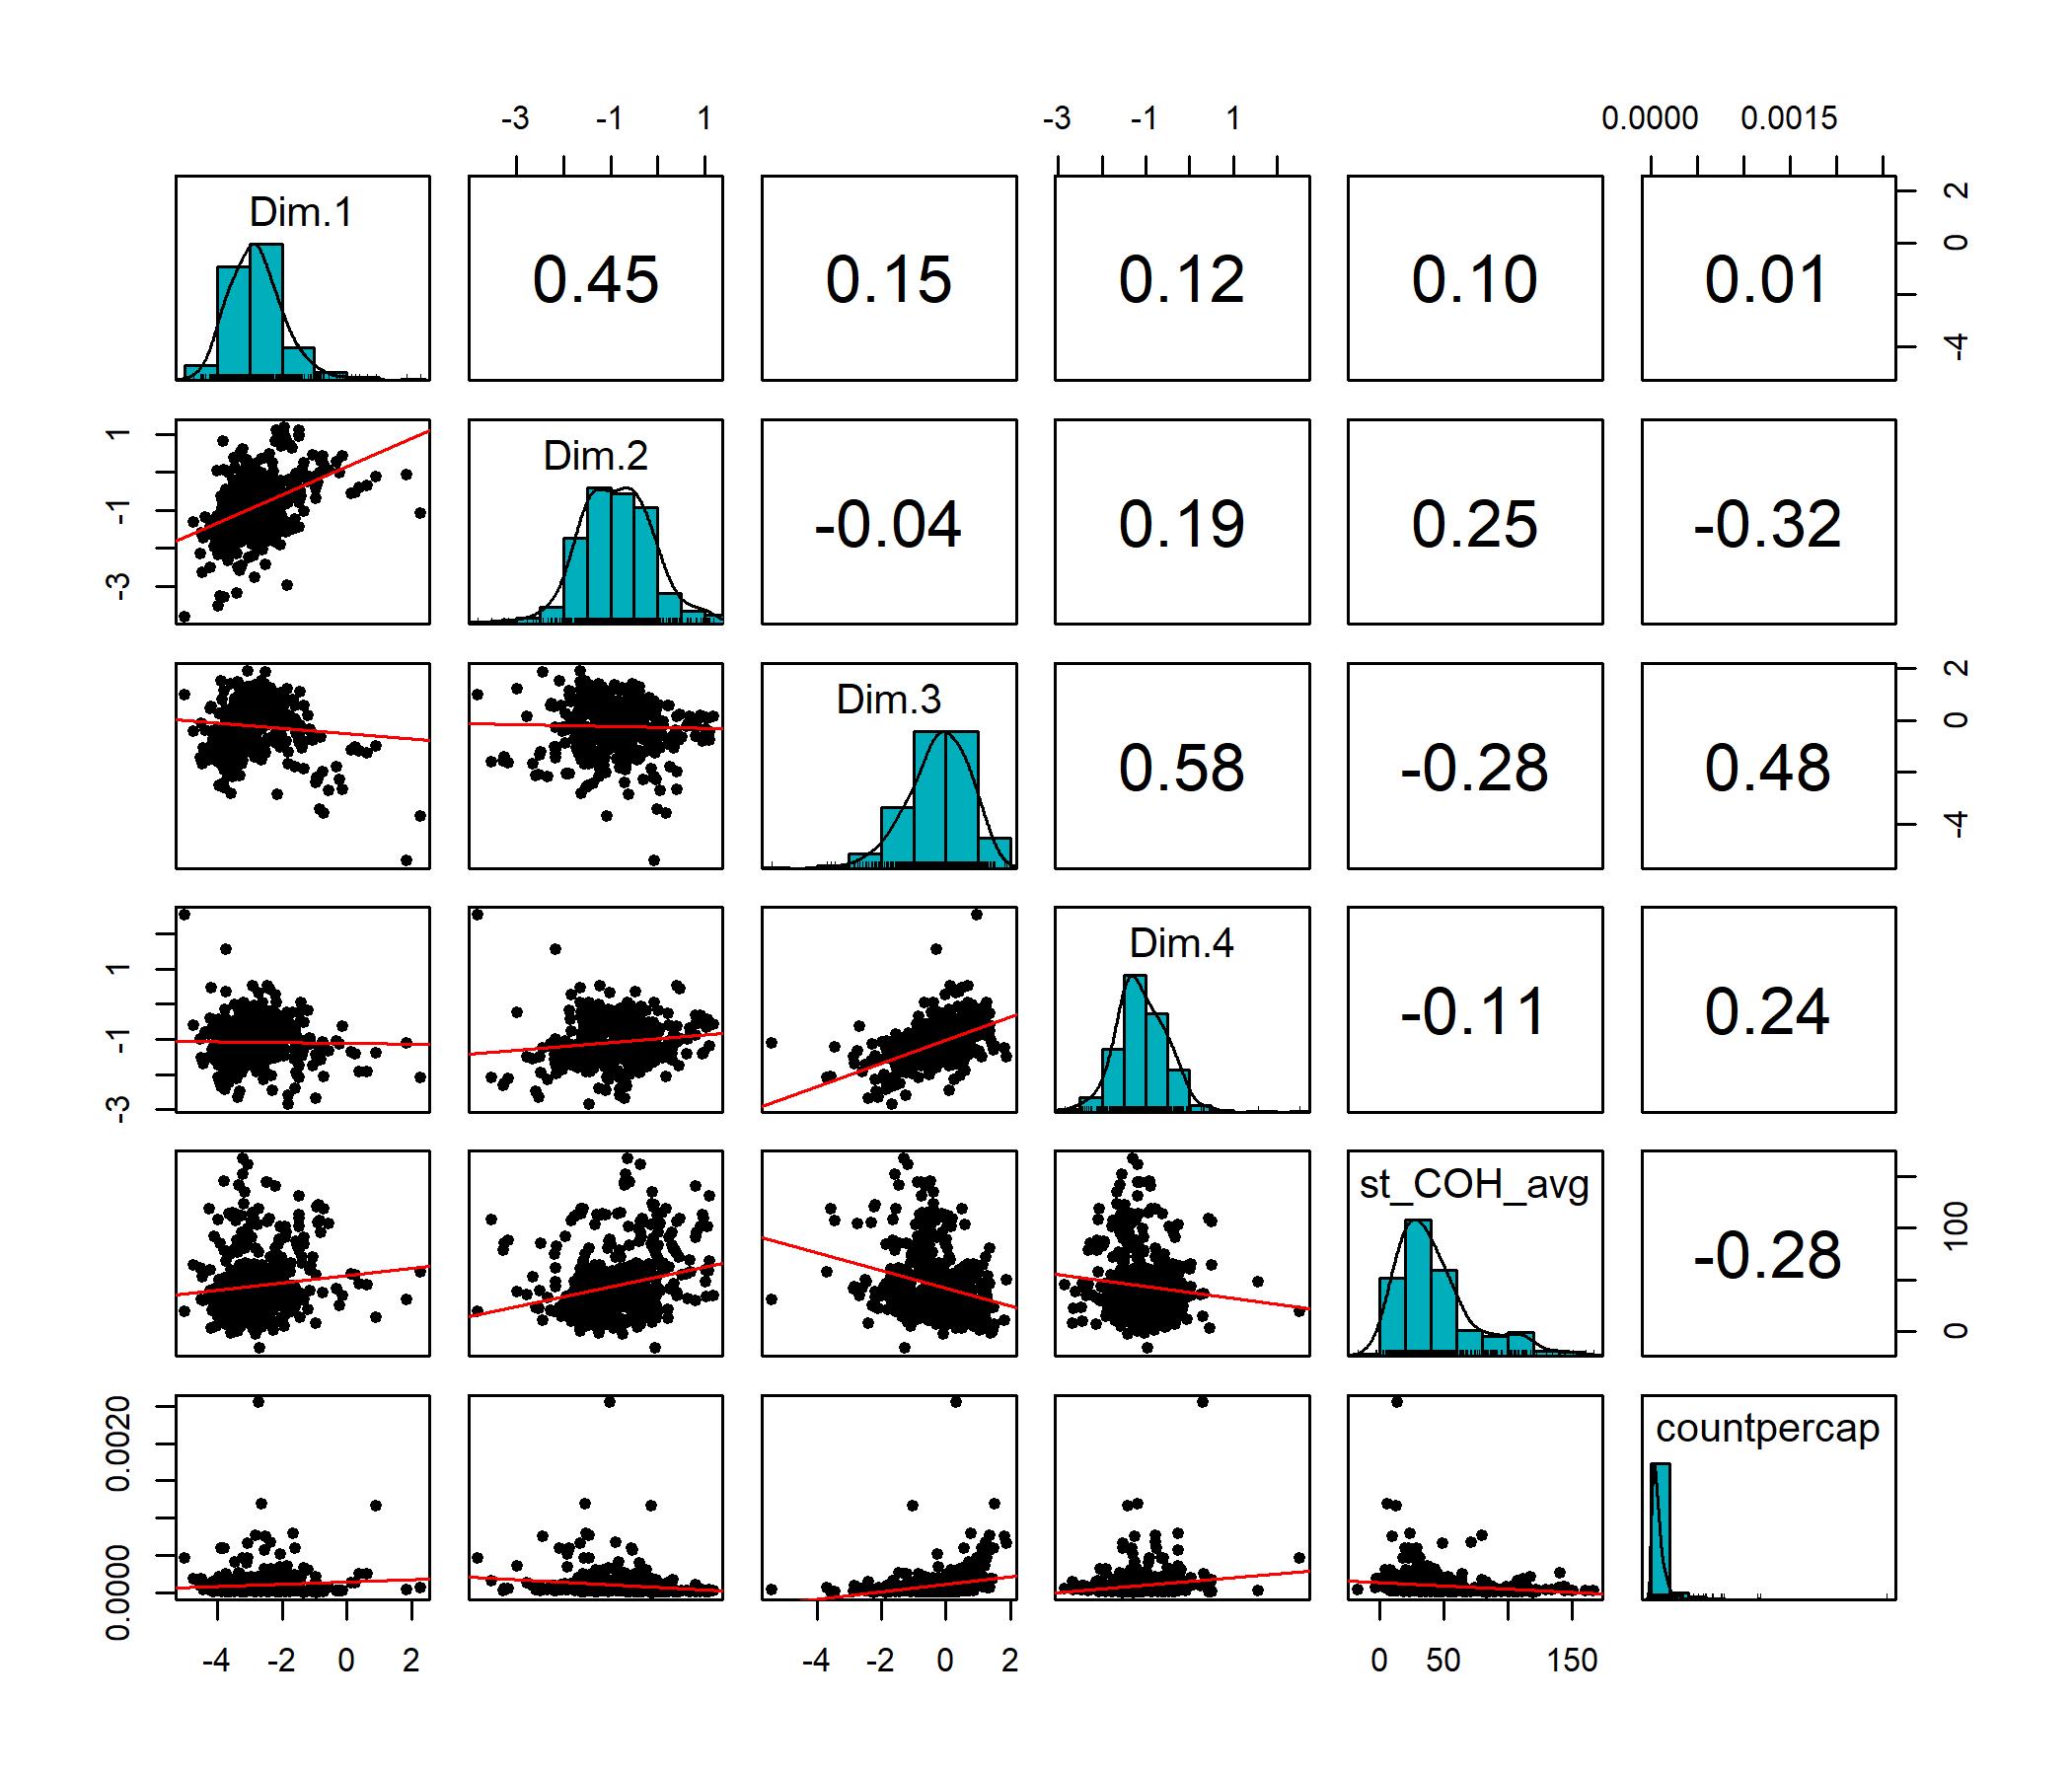 -3 -1 1 -3 -1 1 0.0000 0.0015
Dim.1 0.45 0.15 0.12 0.10 0.01 2 0 -4
1 -1 -3 Dim.2 -0.04 0.19 0.25 -0.32
Dim.3 0.58 -0.28 0.48 2 0 -4
1 -1 -3 Dim.4 -0.11 0.24
st_COH_avg -0.28 100 0
0.0020 0.0000 countpercap
-4 -2 0 2 -4 -2 0 2 0 50 150